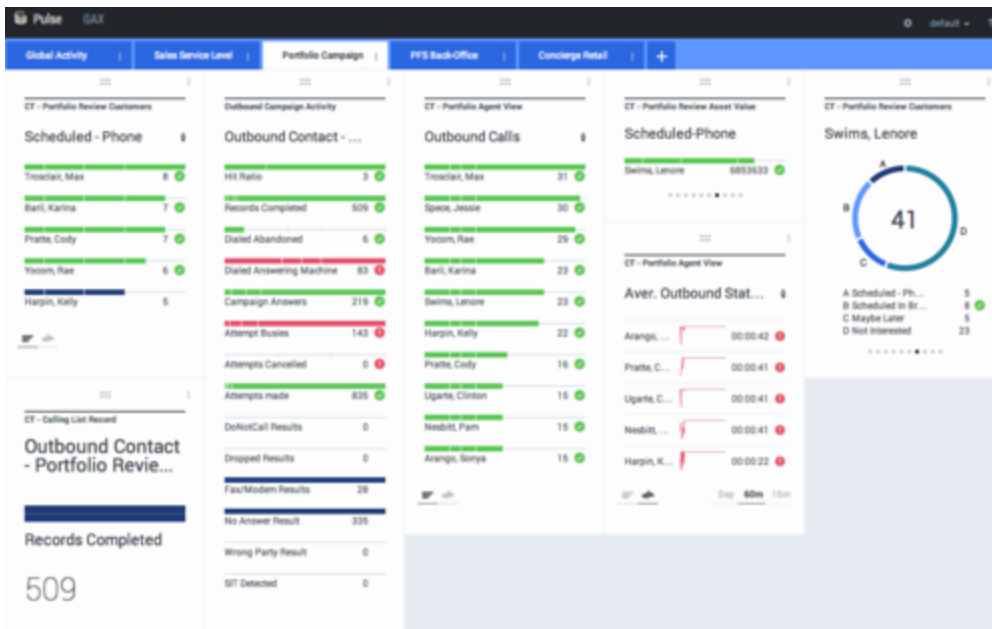 Pulse GAX
default
Global Activity
Sales Service Level
Portfolio Campaign
PFS Back-Office
Concierge Retail
+
CT - Portfolio Review Customers
Scheduled - Phone
Trosclair, Max 8
Baril, Karina 7
Pratte, Cody 7
Yocom, Rae 6
Harpin, Kelly 5
CT - Calling List Record
Outbound Contact
- Portfolio Revie...
Records Completed
509
Outbound Campaign Activity
Outbound Contact - ...
Hit Ratio 3
Records Completed 509
Dialed Abandoned 6
Dialed Answering Machine 83
Campaign Answers 219
Attempt Busies 143
Attempts Cancelled 0
Attempts made 835
DoNotCall Results 0
Dropped Results 0
Fax/Modem Results 28
No Answer Result 335
Wrong Party Result 0
SIT Detected 0
CT - Portfolio Agent View
Outbound Calls
Trosclair, Max 31
Spece, Jessie 30
Yocom, Rae 29
Baril, Karina 23
Swims, Lenore 23
Harpin, Kelly 22
Pratte, Cody 16
Ugarte, Clinton 15
Nesbitt, Pam 15
Arango, Sonya 15
CT - Portfolio Review Asset Value
Scheduled-Phone
Swims, Lenore 6853633
CT - Portfolio Agent View
Aver. Outbound Stat...
Arango, ... 00:00:42
Pratte, C... 00:00:41
Ugarte, C... 00:00:41
Nesbitt, ... 00:00:41
Harpin, K... 00:00:22
Day 60m 15m
CT - Portfolio Review Customers
Swims, Lenore
A
B
41
D
C
A Scheduled - Ph... 5
B Scheduled In Br... 8
C Maybe Later 5
D Not Interested 23